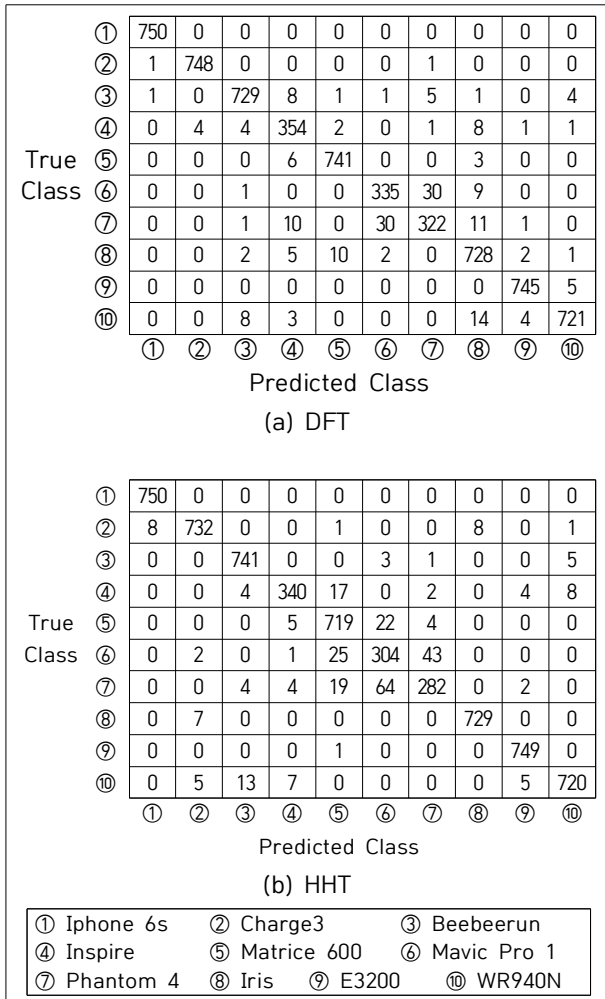 ① 750 0 0 0 0 0 0 0 0 0
② 1 748 0 0 0 0 1 0 0 0
③ 1 0 729 8 1 1 5 1 0 4
④ 0 4 4 354 2 0 1 8 1 1
True ⑤ 0 0 0 6 741 0 0 3 0 0
Class ⑥ 0 0 1 0 0 335 30 9 0 0
⑦ 0 0 1 10 0 30 322 11 1 0
⑧ 0 0 2 5 10 2 0 728 2 1
⑨ 0 0 0 0 0 0 0 0 745 5
⑩ 0 0 8 3 0 0 0 14 4 721
① ② ③ ④ ⑤ ⑥ ⑦ ⑧ ⑨ ⑩
Predicted Class
(a) DFT
① 750 0 0 0 0 0 0 0 0 0
② 8 732 0 0 1 0 0 8 0 1
③ 0 0 741 0 0 3 1 0 0 5
④ 0 0 4 340 17 0 2 0 4 8
True ⑤ 0 0 0 5 719 22 4 0 0 0
Class ⑥ 0 2 0 1 25 304 43 0 0 0
⑦ 0 0 4 4 19 64 282 0 2 0
⑧ 0 7 0 0 0 0 0 729 0 0
⑨ 0 0 0 0 1 0 0 0 749 0
⑩ 0 5 13 7 0 0 0 0 5 720
① ② ③ ④ ⑤ ⑥ ⑦ ⑧ ⑨ ⑩
Predicted Class
(b) HHT
① Iphone 6s ② Charge3 ③ Beebeerun
④ Inspire ⑤ Matrice 600 ⑥ Mavic Pro 1
⑦ Phantom 4 ⑧ Iris ⑨ E3200 ⑩ WR940N